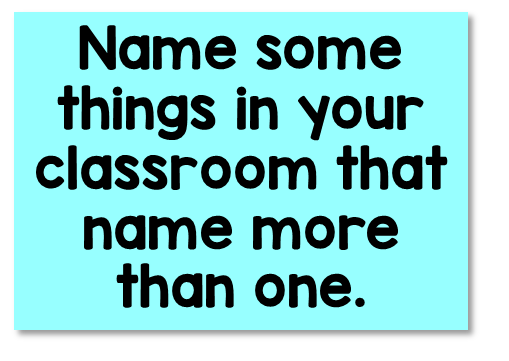 Name some
things in your
classroom that
name more
than one.